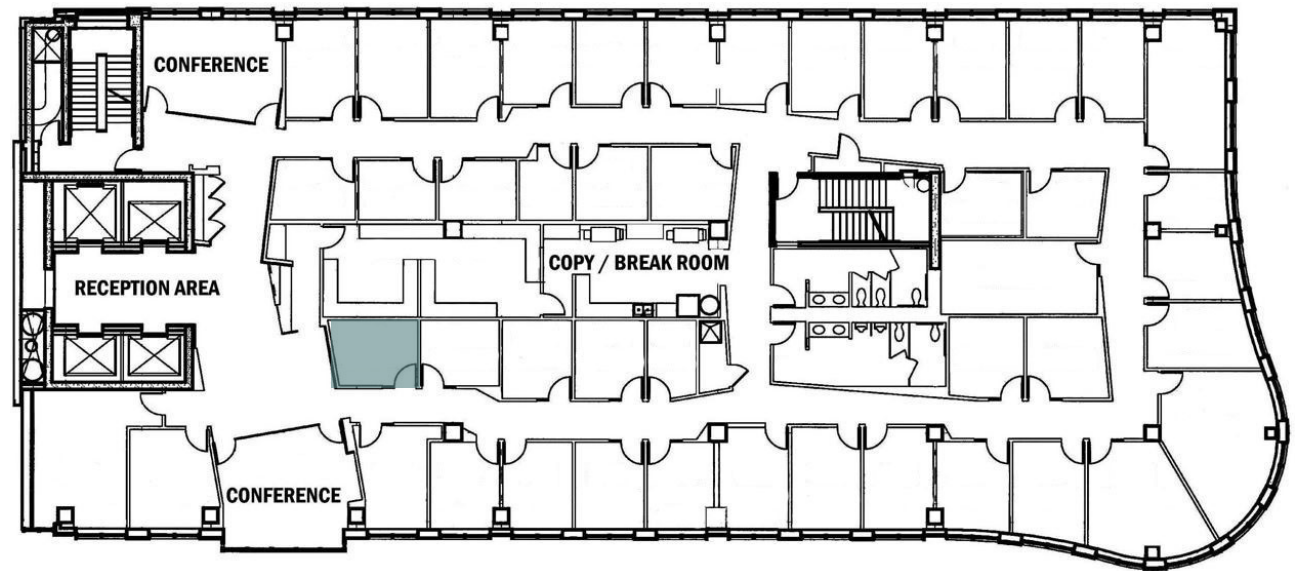 CONFERENCE
COPY / BREAK ROOM
RECEPTION AREA
CONFERENCE